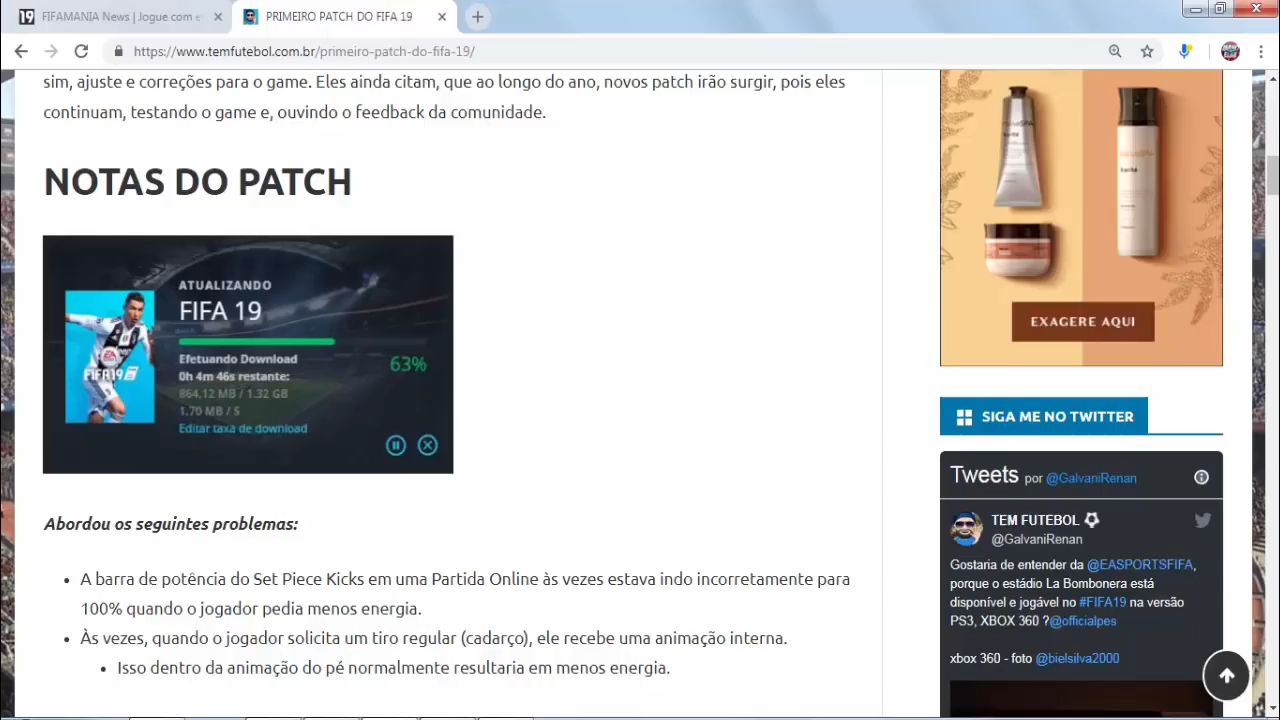 FIFAMANIA News | Jogue com e
PRIMEIRO PATCH DO FIFA 19
https://www.temfutebol.com.br/primeiro-patch-do-fifa-19/
sim, ajuste e correções para o game. Eles ainda citam, que ao longo do ano, novos patch irão surgir, pois eles
continuam, testando o game e, ouvindo o feedback da comunidade.
NOTAS DO PATCH
ATUALIZANDO
FIFA 19
Efetuando Download
63%
0h 4m 46s restante:
864.12 MB / 1.32 GB
1.70 MB / S
Editar taxa de download
EA SPORTS
FIFA 19
Abordou os seguintes problemas:
• A barra de potência do Set Piece Kicks em uma Partida Online às vezes estava indo incorretamente para
100% quando o jogador pedia menos energia.
• Às vezes, quando o jogador solicita um tiro regular (cadarço), ele recebe uma animação interna.
• Isso dentro da animação do pé normalmente resultaria em menos energia.
EXAGERE AQUI
SIGA ME NO TWITTER
Tweets por @GalvaniRenan
TEM FUTEBOL
@GalvaniRenan
Gostaria de entender da @EASPORTSFIFA,
porque o estádio La Bombonera está
disponível e jogável no #FIFA19 na versão
PS3, XBOX 360 ?@officialpes
xbox 360 - foto @bielsilva2000